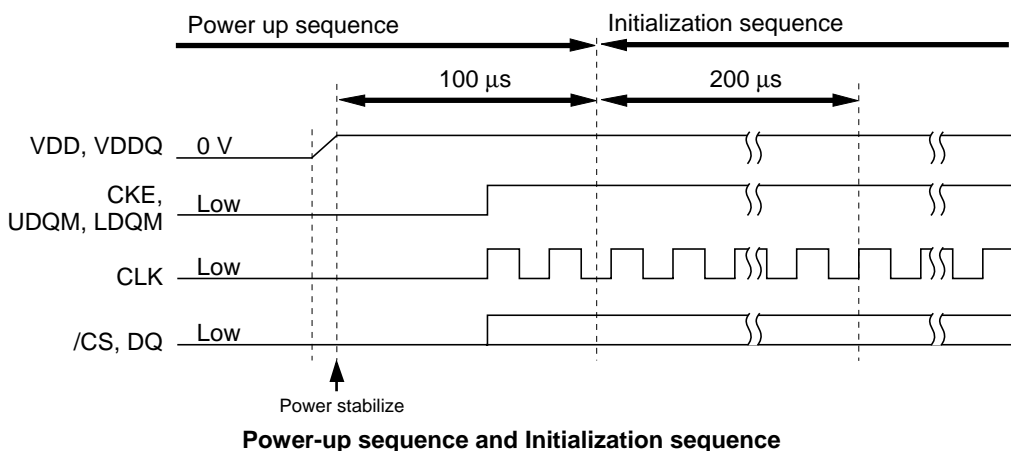 Power up sequence
Initialization sequence
100 μs
200 μs
VDD, VDDQ
0 V
CKE,
UDQM, LDQM
Low
CLK
Low
/CS, DQ
Low
Power stabilize
Power-up sequence and Initialization sequence